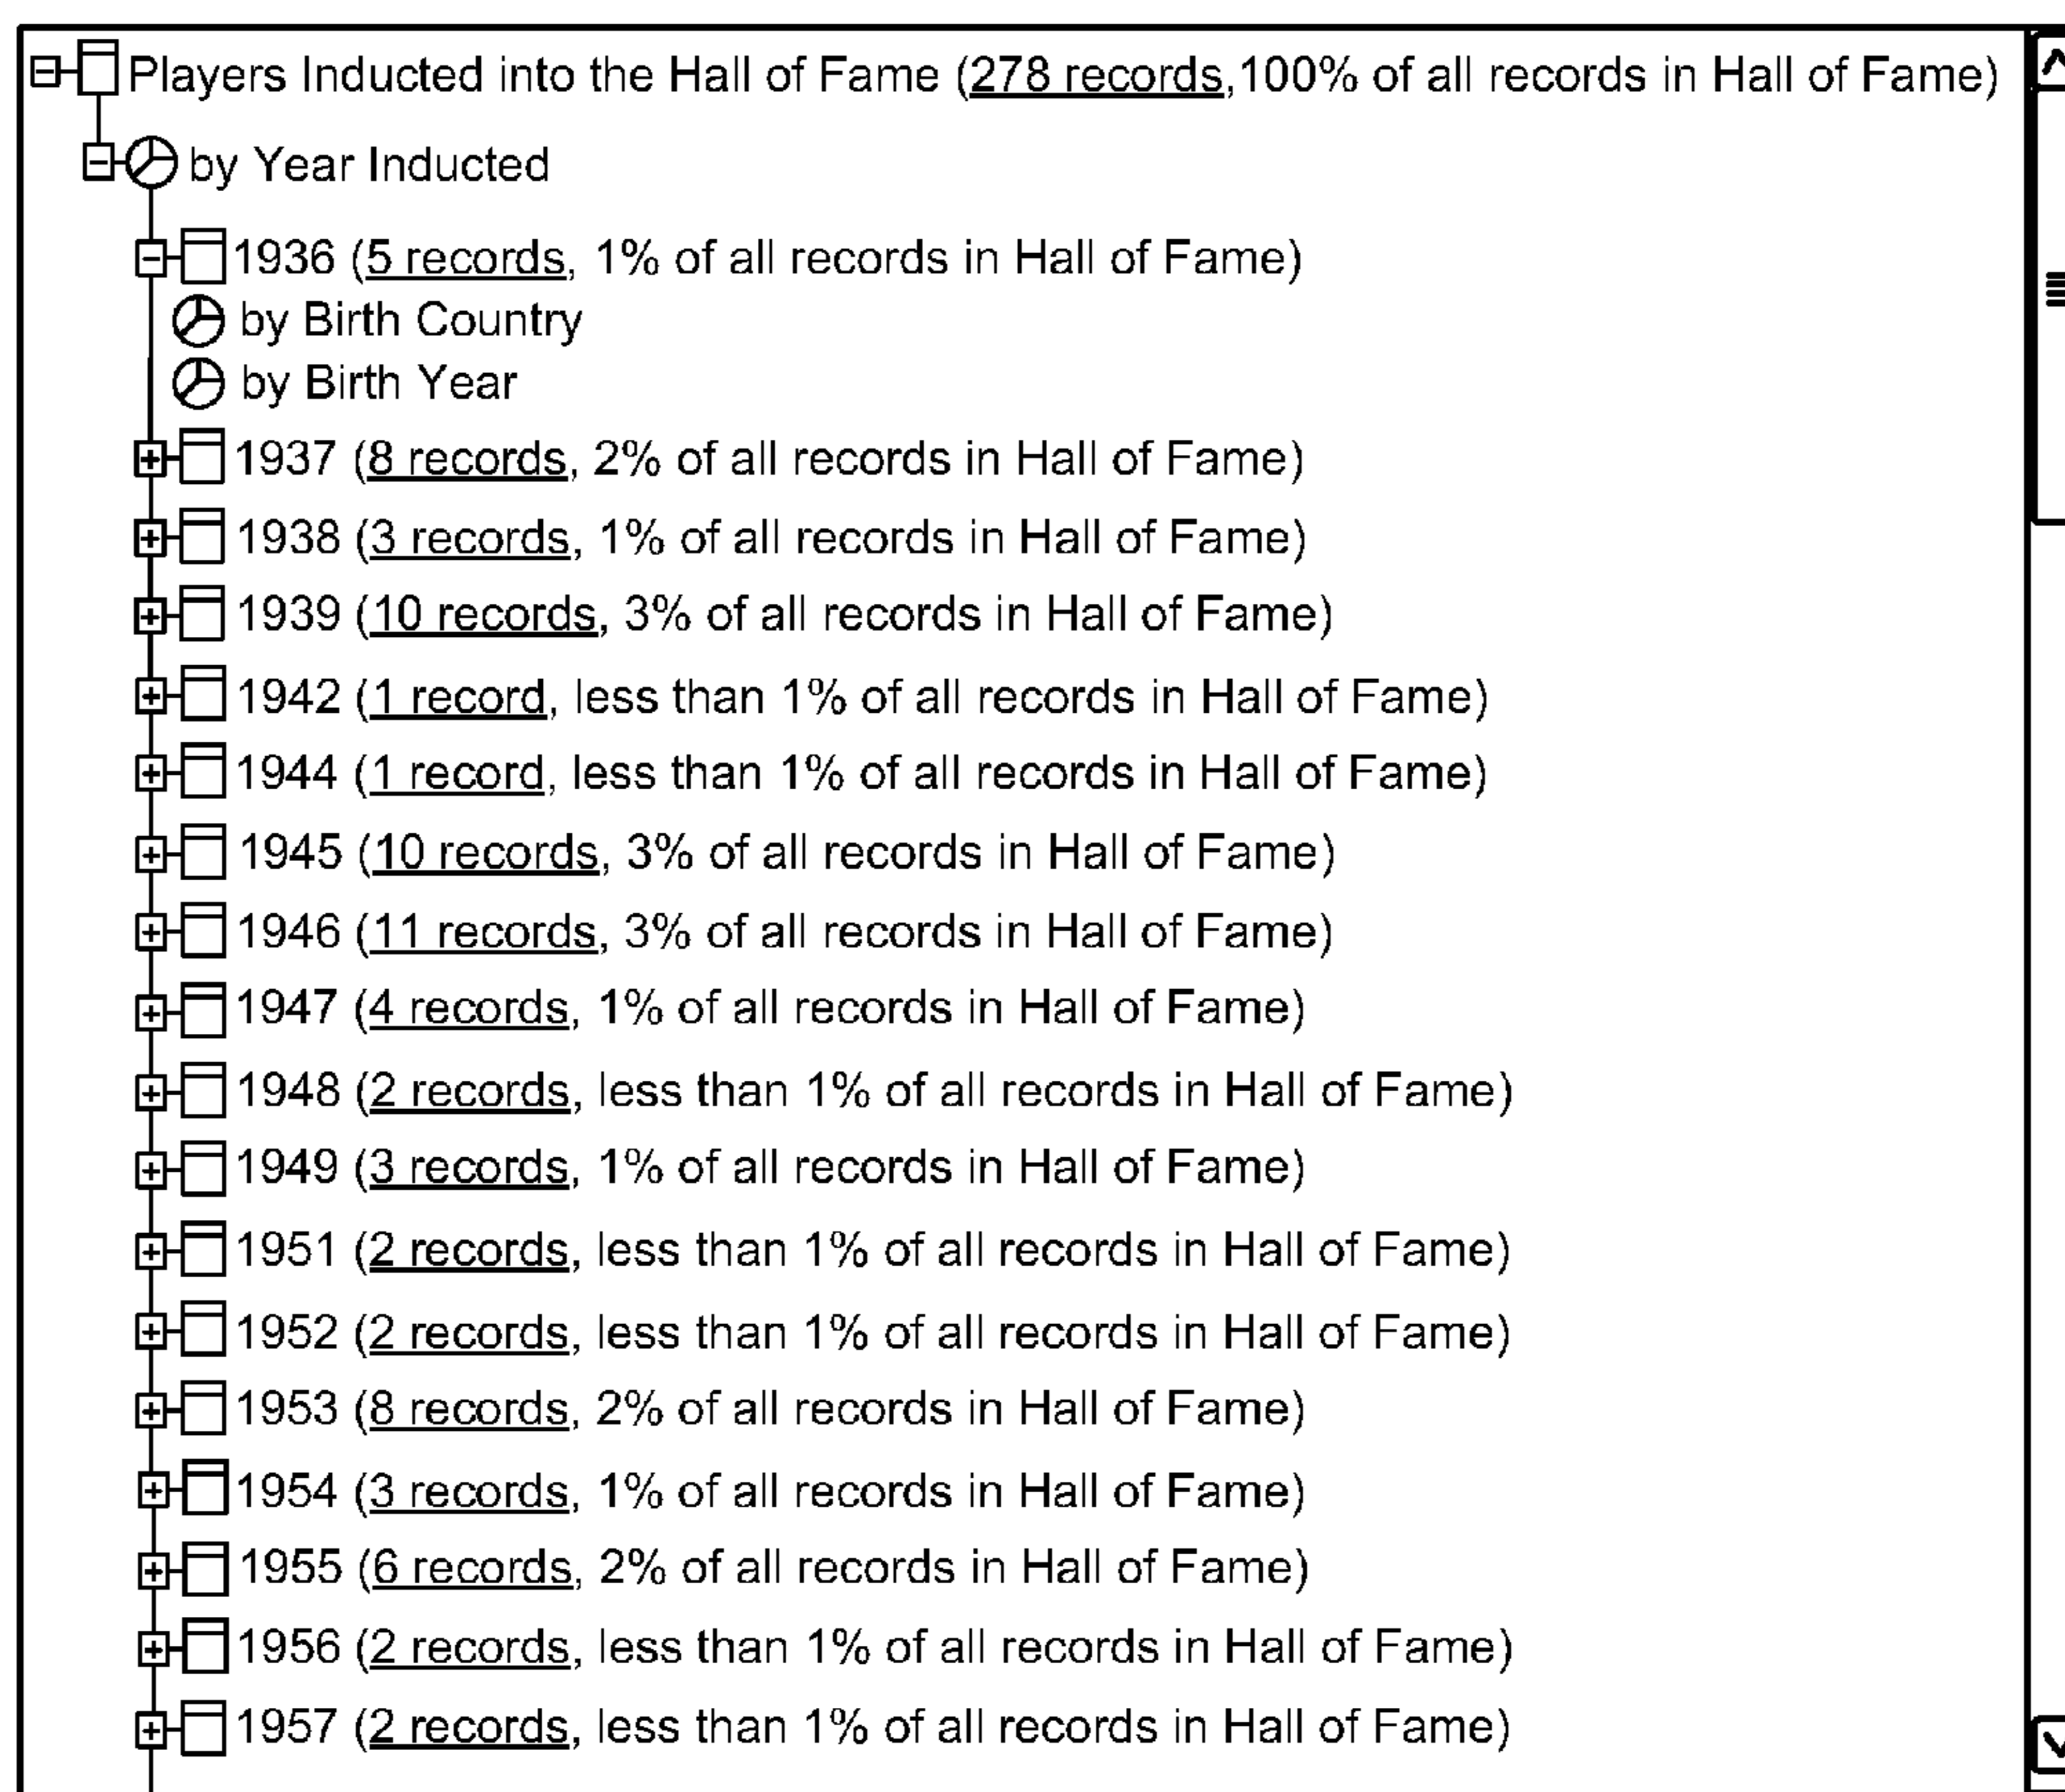 Players Inducted into the Hall of Fame (278 records,100% of all records in Hall of Fame)
by Year Inducted
1936 (5 records, 1% of all records in Hall of Fame)
by Birth Country
by Birth Year
1937 (8 records, 2% of all records in Hall of Fame)
1938 (3 records, 1% of all records in Hall of Fame)
1939 (10 records, 3% of all records in Hall of Fame)
1942 (1 record, less than 1% of all records in Hall of Fame)
1944 (1 record, less than 1% of all records in Hall of Fame)
1945 (10 records, 3% of all records in Hall of Fame)
1946 (11 records, 3% of all records in Hall of Fame)
1947 (4 records, 1% of all records in Hall of Fame)
1948 (2 records, less than 1% of all records in Hall of Fame)
1949 (3 records, 1% of all records in Hall of Fame)
1951 (2 records, less than 1% of all records in Hall of Fame)
1952 (2 records, less than 1% of all records in Hall of Fame)
1953 (8 records, 2% of all records in Hall of Fame)
1954 (3 records, 1% of all records in Hall of Fame)
1955 (6 records, 2% of all records in Hall of Fame)
1956 (2 records, less than 1% of all records in Hall of Fame)
1957 (2 records, less than 1% of all records in Hall of Fame)